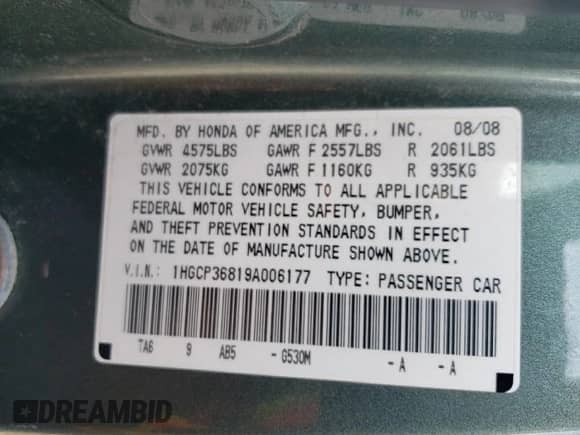 MFD. BY HONDA OF AMERICA MFG., INC. 08/08
GVWR 4575LBS GAWR F 2557LBS R 2061LBS
GVWR 2075KG GAWR F 1160KG R 935KG
THIS VEHICLE CONFORMS TO ALL APPLICABLE
FEDERAL MOTOR VEHICLE SAFETY, BUMPER,
AND THEFT PREVENTION STANDARDS IN EFFECT
ON THE DATE OF MANUFACTURE SHOWN ABOVE.
V.I.N.: 1HGCP36819A006177 TYPE: PASSENGER CAR
TA6 9 AB5 - G530M - A - A
DREAMBID